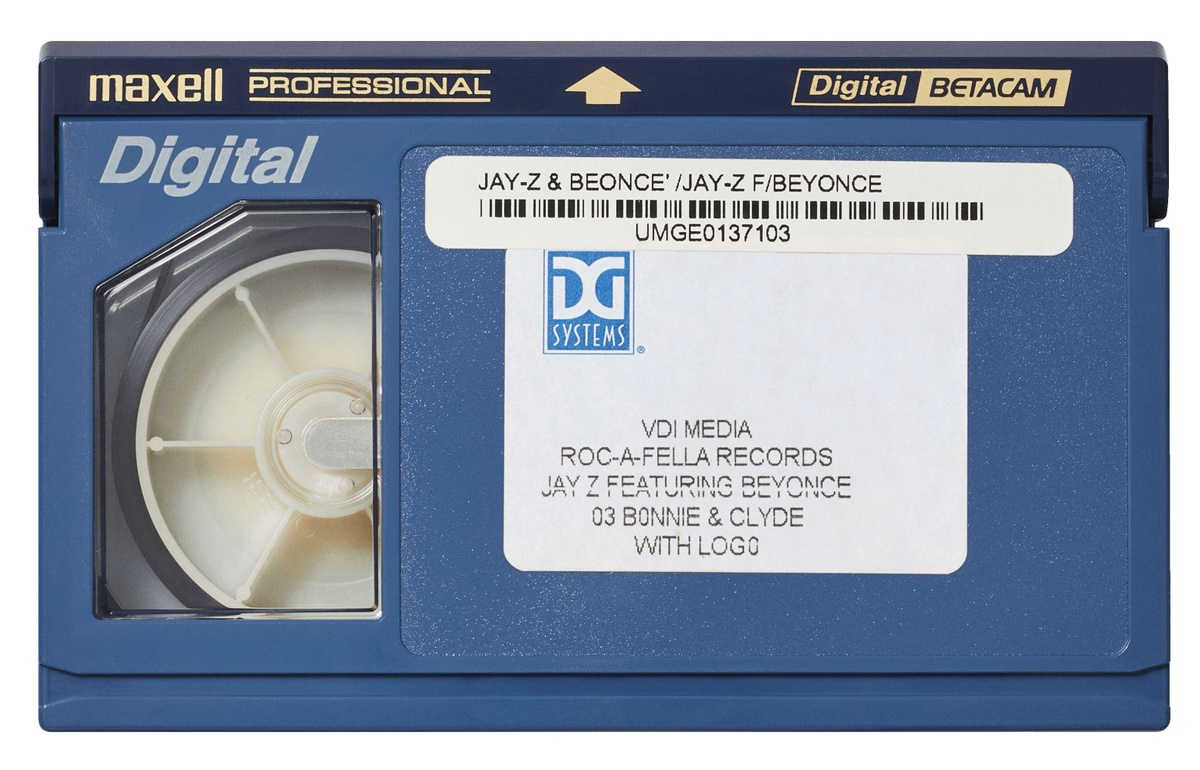 maxell PROFESSIONAL
Digital BETACAM
Digital
JAY-Z & BEONCE' /JAY-Z F/BEYONCE
UMGE0137103
DG
SYSTEMS ®
VDI MEDIA
ROC-A-FELLA RECORDS
JAY Z FEATURING BEYONCE
03 B0NNIE & CLYDE
WITH LOG0